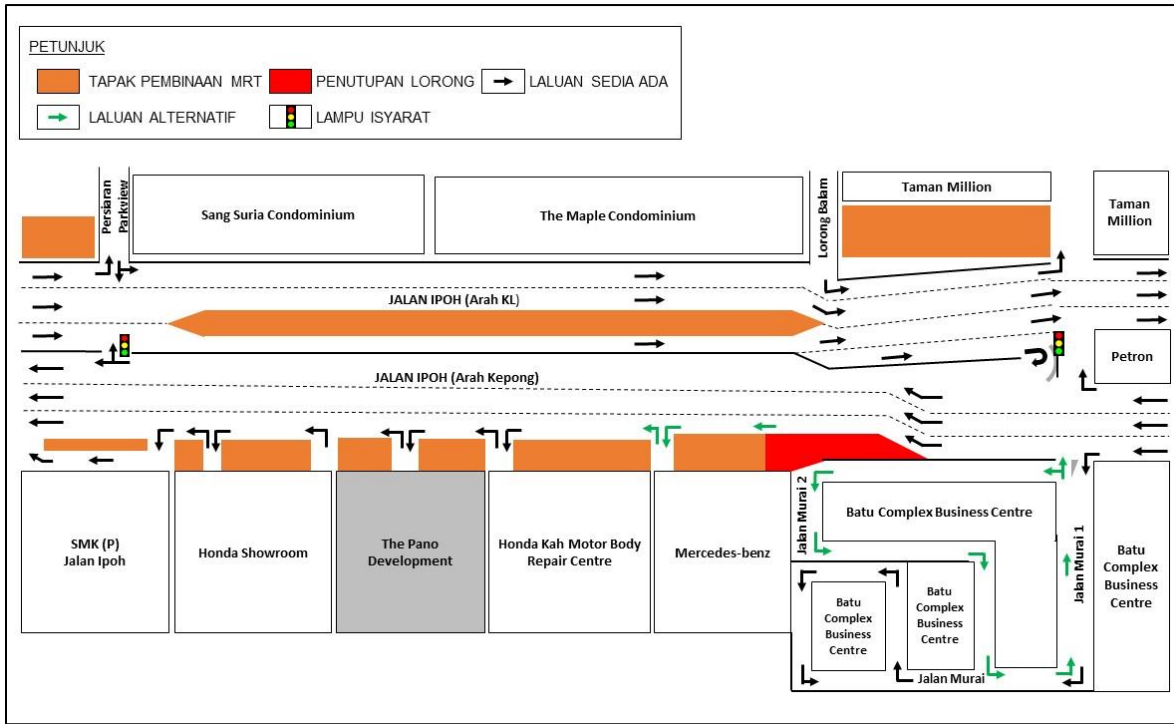 PETUNJUK
TAPAK PEMBINAAN MRT
PENUTUPAN LORONG
LALUAN SEDIA ADA
LALUAN ALTERNATIF
LAMPU ISYARAT
Persiaran
Parkview
Sang Suria Condominium
The Maple Condominium
Lorong Balam
Taman Million
Taman
Million
JALAN IPOH (Arah KL)
JALAN IPOH (Arah Kepong)
Petron
SMK (P)
Jalan Ipoh
Honda Showroom
The Pano
Development
Honda Kah Motor Body
Repair Centre
Mercedes-benz
Jalan Murai 2
Batu Complex Business Centre
Jalan Murai 1
Batu
Complex
Business
Centre
Batu
Complex
Business
Centre
Batu
Complex
Business
Centre
Jalan Murai